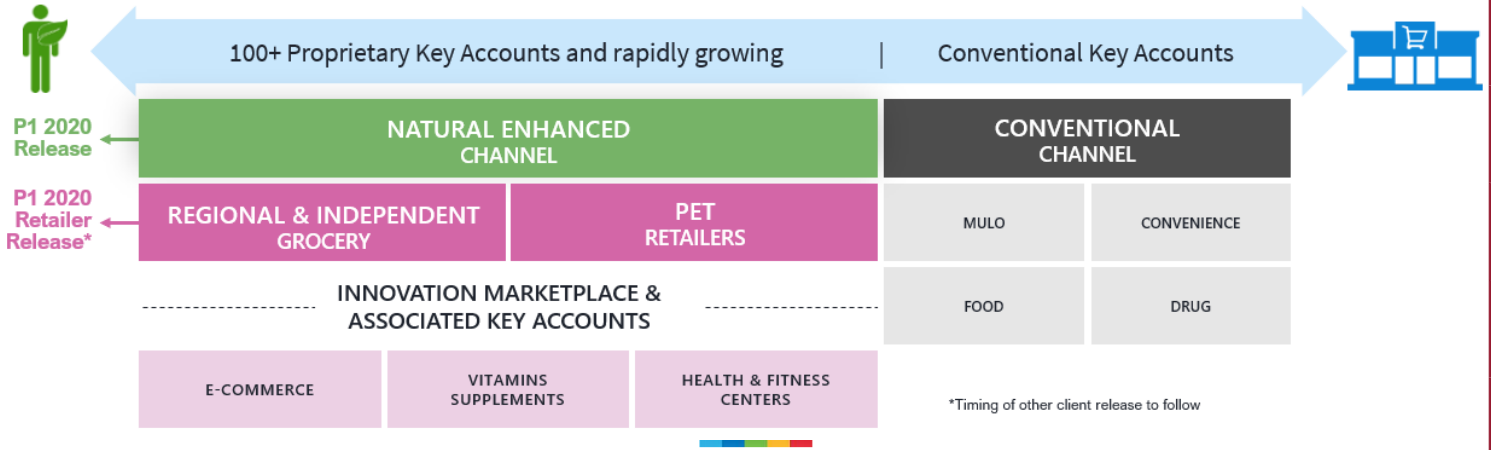 100+ Proprietary Key Accounts and rapidly growing | Conventional Key Accounts
P1 2020
Release
NATURAL ENHANCED
CHANNEL
CONVENTIONAL
CHANNEL
P1 2020
Retailer
Release*
REGIONAL & INDEPENDENT
GROCERY
PET
RETAILERS
MULO
CONVENIENCE
INNOVATION MARKETPLACE &
ASSOCIATED KEY ACCOUNTS
FOOD
DRUG
E-COMMERCE
VITAMINS
SUPPLEMENTS
HEALTH & FITNESS
CENTERS
*Timing of other client release to follow